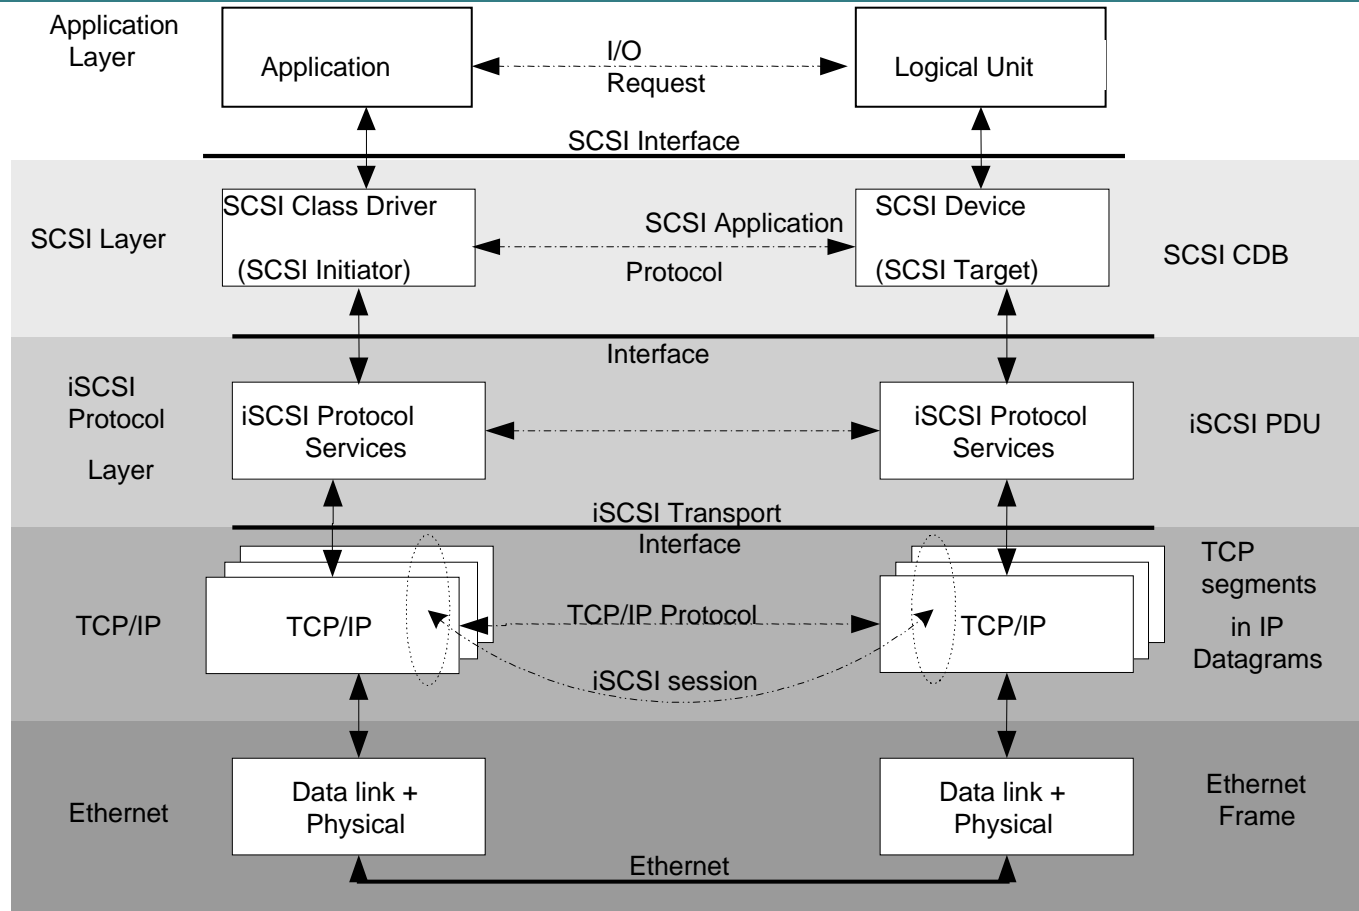 Application
Layer
Application
I/O
Request
Logical Unit
SCSI Interface
SCSI Layer
SCSI Class Driver
(SCSI Initiator)
SCSI Application
Protocol
SCSI Device
(SCSI Target)
SCSI CDB
Interface
iSCSI
Protocol
Layer
iSCSI Protocol
Services
iSCSI Protocol
Services
iSCSI PDU
iSCSI Transport
Interface
TCP/IP
TCP/IP
TCP/IP Protocol
iSCSI session
TCP/IP
TCP
segments
in IP
Datagrams
Ethernet
Data link +
Physical
Ethernet
Data link +
Physical
Ethernet
Frame